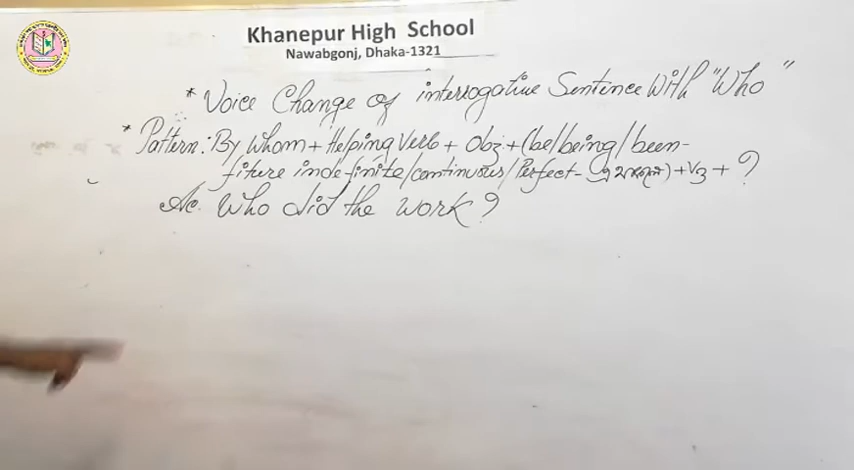 Khanepur High School
Nawabgonj, Dhaka-1321
* Voice Change of interrogative Sentence With "Who"
* Pattern: By whom + Helping Verb + Obj + (be/being/been-
fiture indefinite/continuous/Perfect- ) + V3 + ?
Ac. Who did the work?